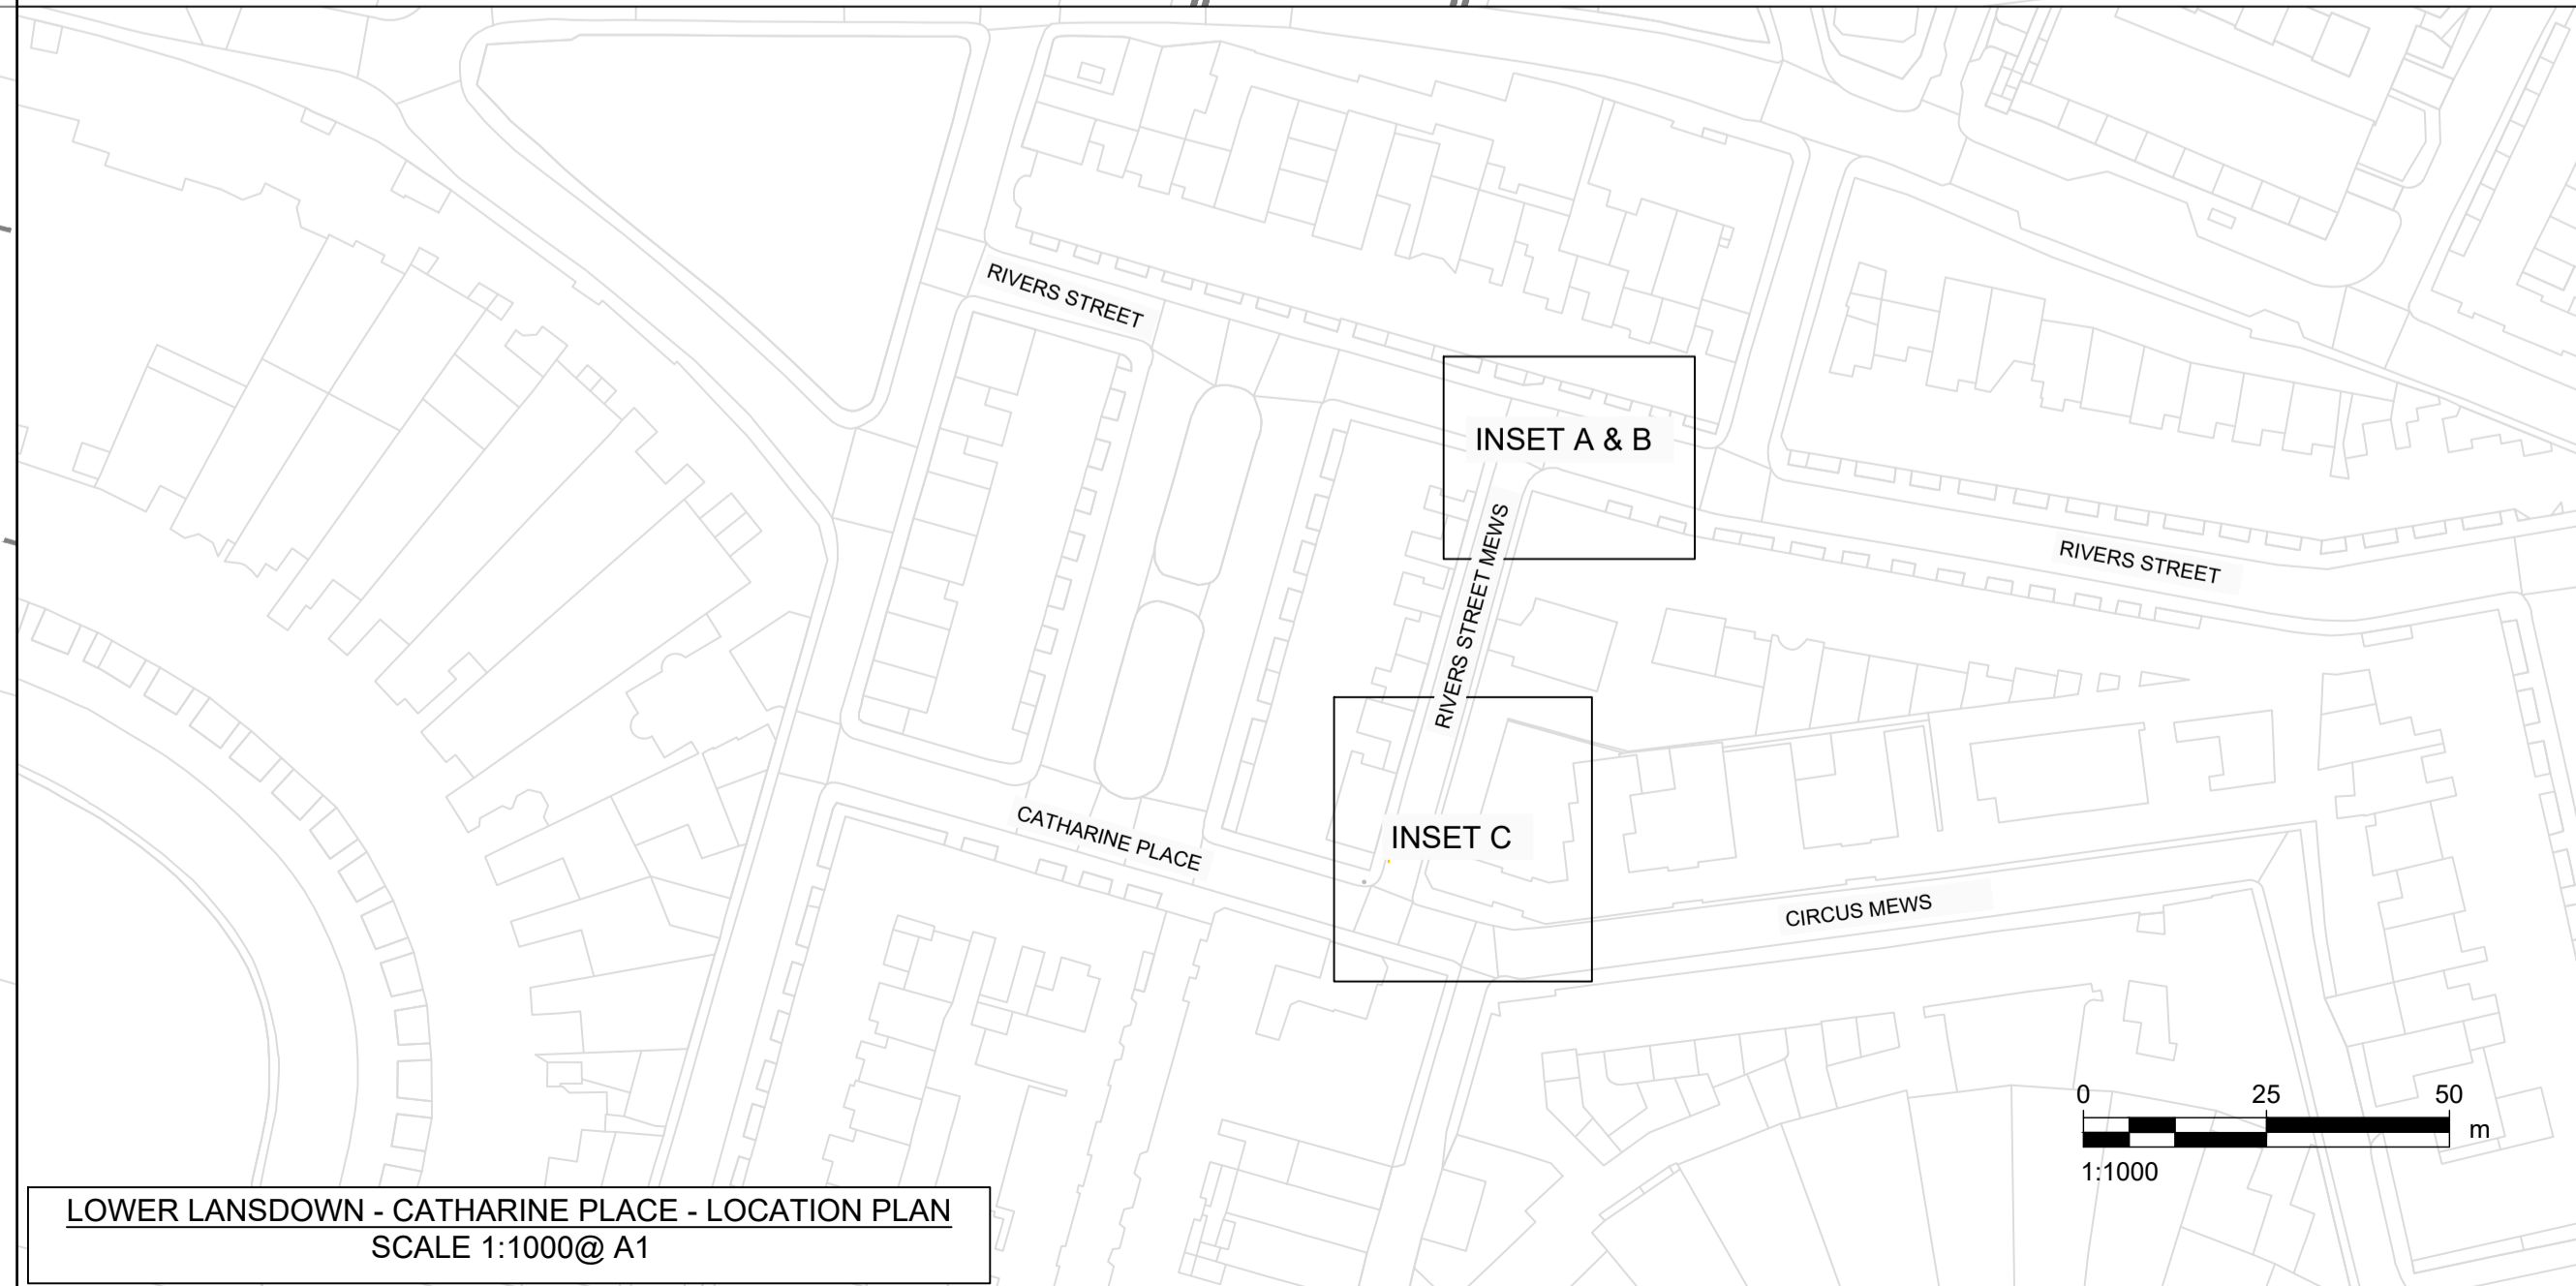 RIVERS STREET
INSET A & B
RIVERS STREET MEWS
RIVERS STREET
CATHARINE PLACE
INSET C
CIRCUS MEWS
0 25 50
m
1:1000
LOWER LANSDOWN - CATHARINE PLACE - LOCATION PLAN
SCALE 1:1000@ A1